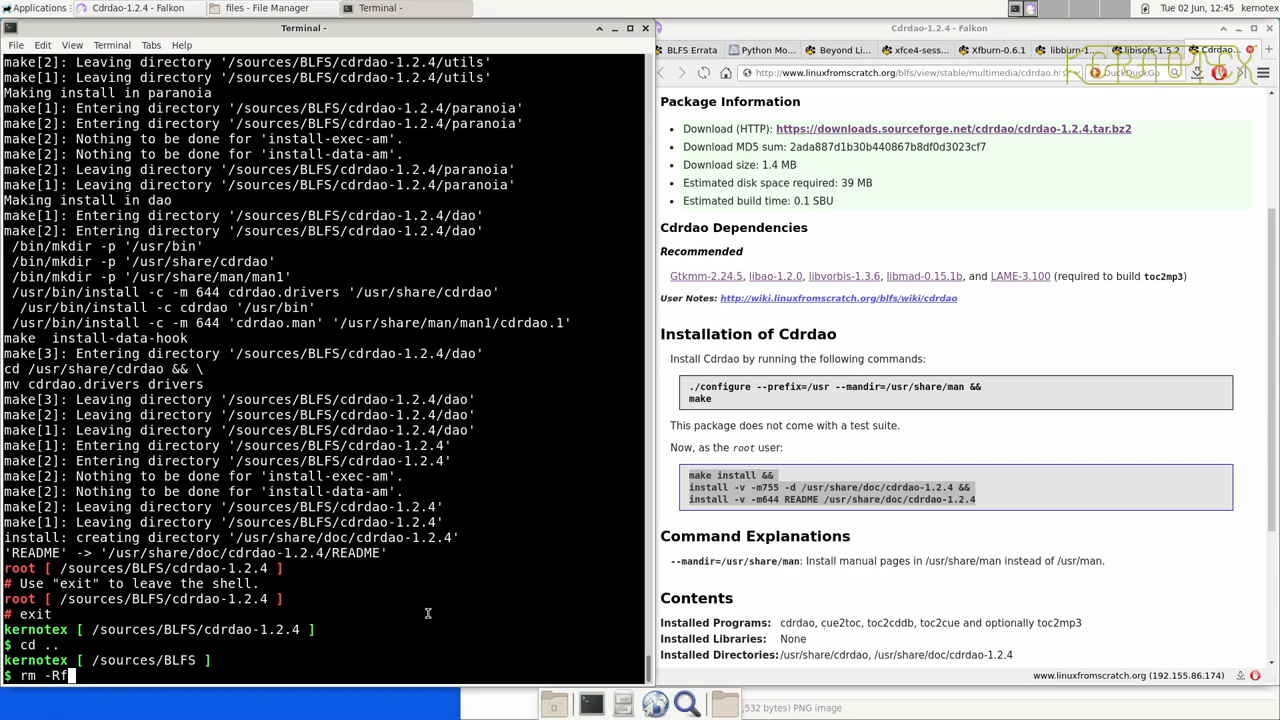 Applications
Cdrdao-1.2.4 - Falkon
files - File Manager
Terminal -
Tue 02 Jun, 12:45
kernotex
Terminal -
File Edit View Terminal Tabs Help
make[2]: Leaving directory '/sources/BLFS/cdrdao-1.2.4/utils'
make[1]: Leaving directory '/sources/BLFS/cdrdao-1.2.4/utils'
Making install in paranoia
make[1]: Entering directory '/sources/BLFS/cdrdao-1.2.4/paranoia'
make[2]: Entering directory '/sources/BLFS/cdrdao-1.2.4/paranoia'
make[2]: Nothing to be done for 'install-exec-am'.
make[2]: Nothing to be done for 'install-data-am'.
make[2]: Leaving directory '/sources/BLFS/cdrdao-1.2.4/paranoia'
make[1]: Leaving directory '/sources/BLFS/cdrdao-1.2.4/paranoia'
Making install in dao
make[1]: Entering directory '/sources/BLFS/cdrdao-1.2.4/dao'
make[2]: Entering directory '/sources/BLFS/cdrdao-1.2.4/dao'
/bin/mkdir -p '/usr/bin'
/bin/mkdir -p '/usr/share/cdrdao'
/bin/mkdir -p '/usr/share/man/man1'
/usr/bin/install -c -m 644 cdrdao.drivers '/usr/share/cdrdao'
/usr/bin/install -c cdrdao '/usr/bin'
/usr/bin/install -c -m 644 'cdrdao.man' '/usr/share/man/man1/cdrdao.1'
make  install-data-hook
make[3]: Entering directory '/sources/BLFS/cdrdao-1.2.4/dao'
cd /usr/share/cdrdao && \
mv cdrdao.drivers drivers
make[3]: Leaving directory '/sources/BLFS/cdrdao-1.2.4/dao'
make[2]: Leaving directory '/sources/BLFS/cdrdao-1.2.4/dao'
make[1]: Leaving directory '/sources/BLFS/cdrdao-1.2.4/dao'
make[1]: Entering directory '/sources/BLFS/cdrdao-1.2.4'
make[2]: Entering directory '/sources/BLFS/cdrdao-1.2.4'
make[2]: Nothing to be done for 'install-exec-am'.
make[2]: Nothing to be done for 'install-data-am'.
make[2]: Leaving directory '/sources/BLFS/cdrdao-1.2.4'
make[1]: Leaving directory '/sources/BLFS/cdrdao-1.2.4'
install: creating directory '/usr/share/doc/cdrdao-1.2.4'
'README' -> '/usr/share/doc/cdrdao-1.2.4/README'
root [ /sources/BLFS/cdrdao-1.2.4 ]
# Use "exit" to leave the shell.
root [ /sources/BLFS/cdrdao-1.2.4 ]
# exit
kernotex [ /sources/BLFS/cdrdao-1.2.4 ]
$ cd ..
kernotex [ /sources/BLFS ]
$ rm -Rf
Cdrdao-1.2.4 - Falkon
BLFS Errata
Python Mo...
Beyond Li...
xfce4-sess...
Xfburn-0.6.1
libburn-1...
libisofs-1.5.2
Cdrdao...
http://www.linuxfromscratch.org/blfs/view/stable/multimedia/cdrdao.h
DuckDuckGo
Package Information
• Download (HTTP): https://downloads.sourceforge.net/cdrdao/cdrdao-1.2.4.tar.bz2
• Download MD5 sum: 2ada887d1b30b440867b8df0d3023cf7
• Download size: 1.4 MB
• Estimated disk space required: 39 MB
• Estimated build time: 0.1 SBU
Cdrdao Dependencies
Recommended
Gtkmm-2.24.5, libao-1.2.0, libvorbis-1.3.6, libmad-0.15.1b, and LAME-3.100 (required to build toc2mp3)
User Notes: http://wiki.linuxfromscratch.org/blfs/wiki/cdrdao
Installation of Cdrdao
Install Cdrdao by running the following commands:
./configure --prefix=/usr --mandir=/usr/share/man &&
make
This package does not come with a test suite.
Now, as the root user:
make install &&
install -v -m755 -d /usr/share/doc/cdrdao-1.2.4 &&
install -v -m644 README /usr/share/doc/cdrdao-1.2.4
Command Explanations
--mandir=/usr/share/man: Install manual pages in /usr/share/man instead of /usr/man.
Contents
Installed Programs: cdrdao, cue2toc, toc2cddb, toc2cue and optionally toc2mp3
Installed Libraries: None
Installed Directories: /usr/share/cdrdao, /usr/share/doc/cdrdao-1.2.4
www.linuxfromscratch.org (192.155.86.174)
,532 bytes) PNG image